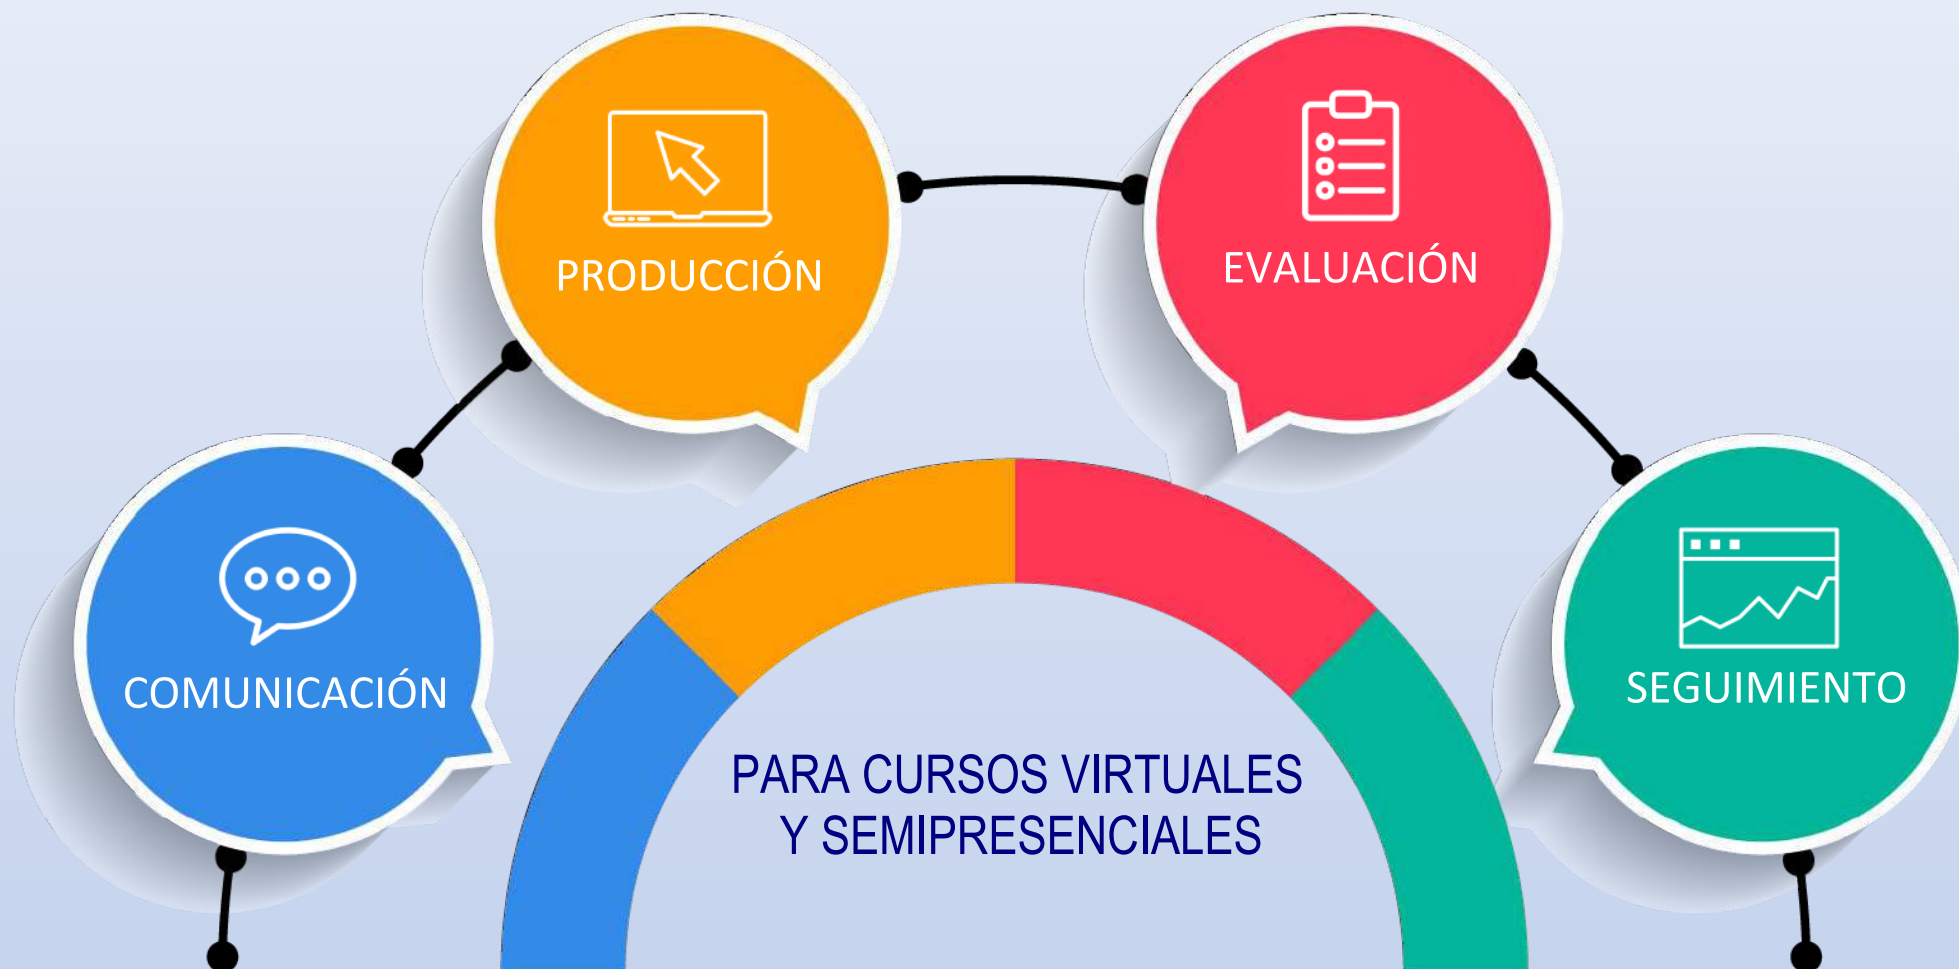 PRODUCCIÓN
EVALUACIÓN
COMUNICACIÓN
SEGUIMIENTO
PARA CURSOS VIRTUALES
Y SEMIPRESENCIALES